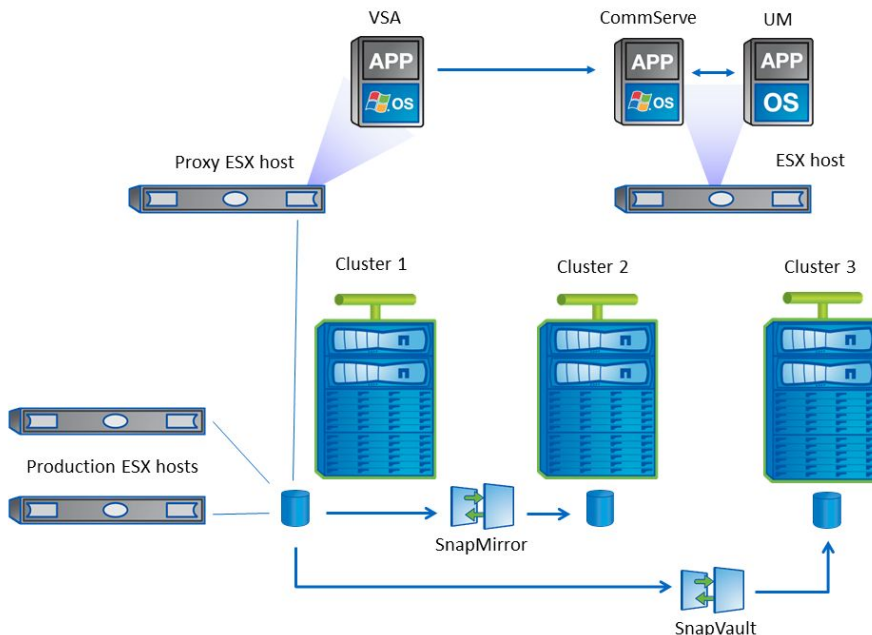 VSA
CommServe
UM
APP
APP
APP
OS
OS
OS
Proxy ESX host
ESX host
Cluster 1
Cluster 2
Cluster 3
Production ESX hosts
SnapMirror
SnapVault